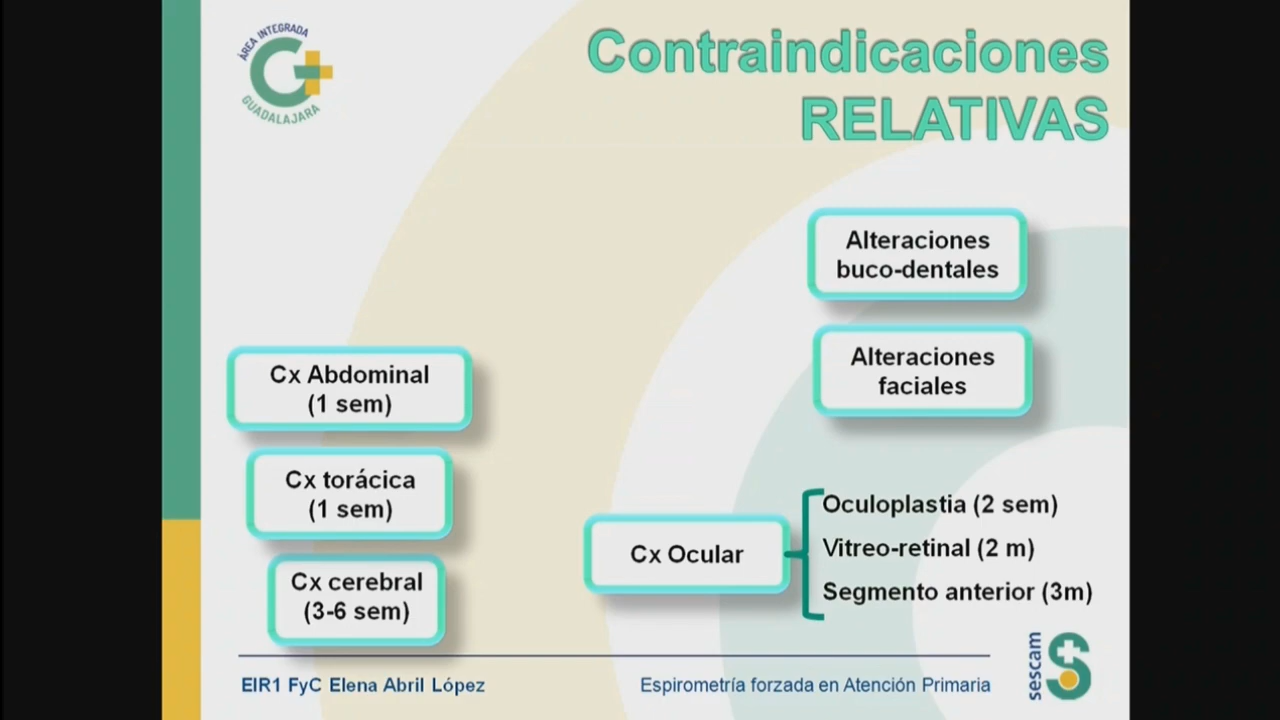 ÁREA INTEGRADA
GUADALAJARA
Contraindicaciones
RELATIVAS
Alteraciones
buco-dentales
Alteraciones
faciales
Cx Abdominal
(1 sem)
Cx torácica
(1 sem)
Cx cerebral
(3-6 sem)
Cx Ocular
Oculoplastia (2 sem)
Vitreo-retinal (2 m)
Segmento anterior (3m)
EIR1 FyC Elena Abril López
Espirometría forzada en Atención Primaria
sescam